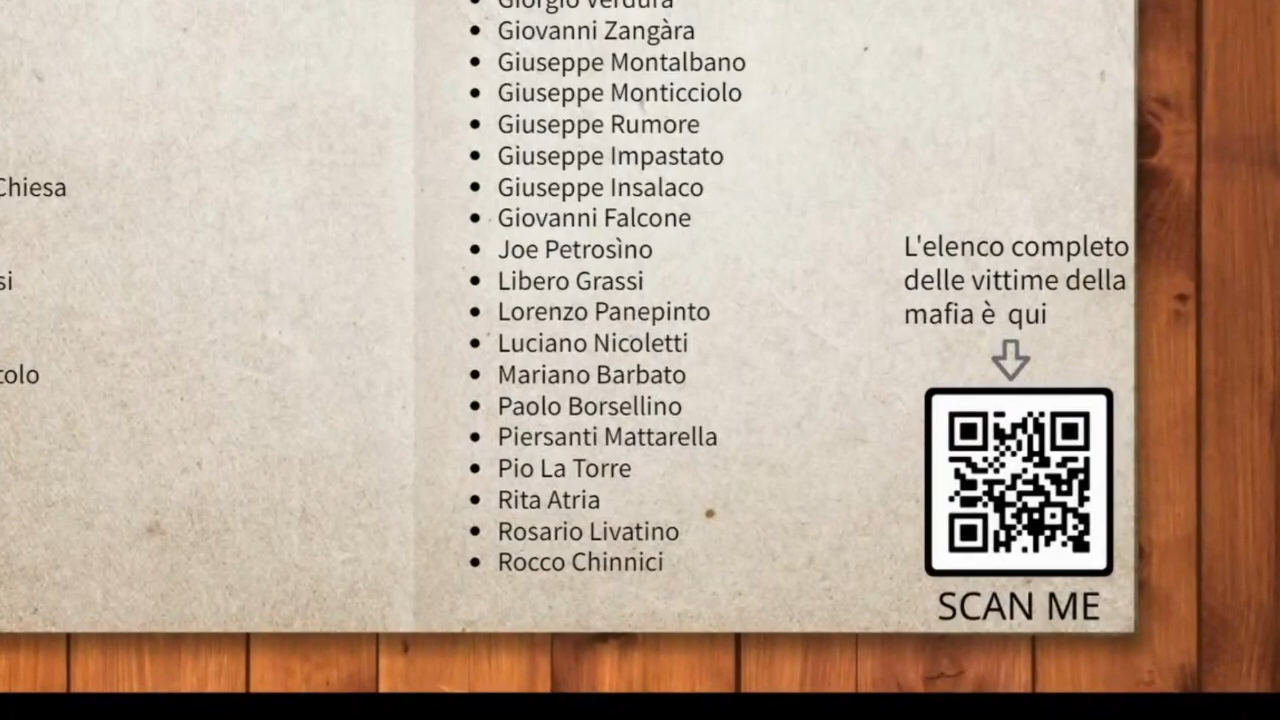 Giorgio Verdura
Giovanni Zangàra
Giuseppe Montalbano
Giuseppe Monticciolo
Giuseppe Rumore
Giuseppe Impastato
Giuseppe Insalaco
Giovanni Falcone
Joe Petrosìno
Libero Grassi
Lorenzo Panepinto
Luciano Nicoletti
Mariano Barbato
Paolo Borsellino
Piersanti Mattarella
Pio La Torre
Rita Atria
Rosario Livatino
Rocco Chinnici
Chiesa
si
tolo
L'elenco completo
delle vittime della
mafia è qui
SCAN ME